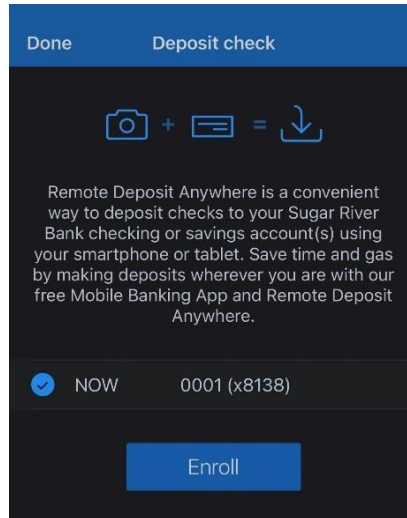 Done Deposit check
+ =
Remote Deposit Anywhere is a convenient
way to deposit checks to your Sugar River
Bank checking or savings account(s) using
your smartphone or tablet. Save time and gas
by making deposits wherever you are with our
free Mobile Banking App and Remote Deposit
Anywhere.
NOW 0001 (x8138)
Enroll